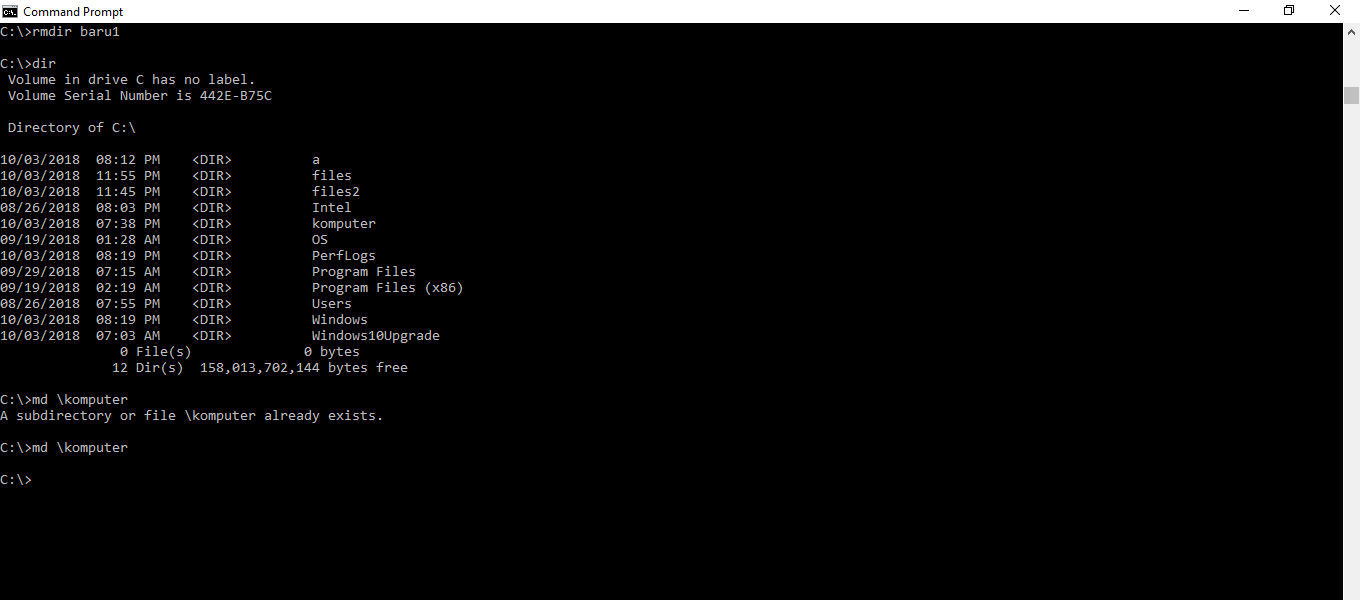 Command Prompt
C:\>rmdir baru1
C:\>dir
Volume in drive C has no label.
Volume Serial Number is 442E-B75C
Directory of C:\
10/03/2018  08:12 PM    <DIR>          a
10/03/2018  11:55 PM    <DIR>          files
10/03/2018  11:45 PM    <DIR>          files2
08/26/2018  08:03 PM    <DIR>          Intel
10/03/2018  07:38 PM    <DIR>          komputer
09/19/2018  01:28 AM    <DIR>          OS
10/03/2018  08:19 PM    <DIR>          PerfLogs
09/29/2018  07:15 AM    <DIR>          Program Files
09/19/2018  02:19 AM    <DIR>          Program Files (x86)
08/26/2018  07:55 PM    <DIR>          Users
10/03/2018  08:19 PM    <DIR>          Windows
10/03/2018  07:03 AM    <DIR>          Windows10Upgrade
0 File(s)              0 bytes
12 Dir(s)  158,013,702,144 bytes free
C:\>md \komputer
A subdirectory or file \komputer already exists.
C:\>md \komputer
C:\>